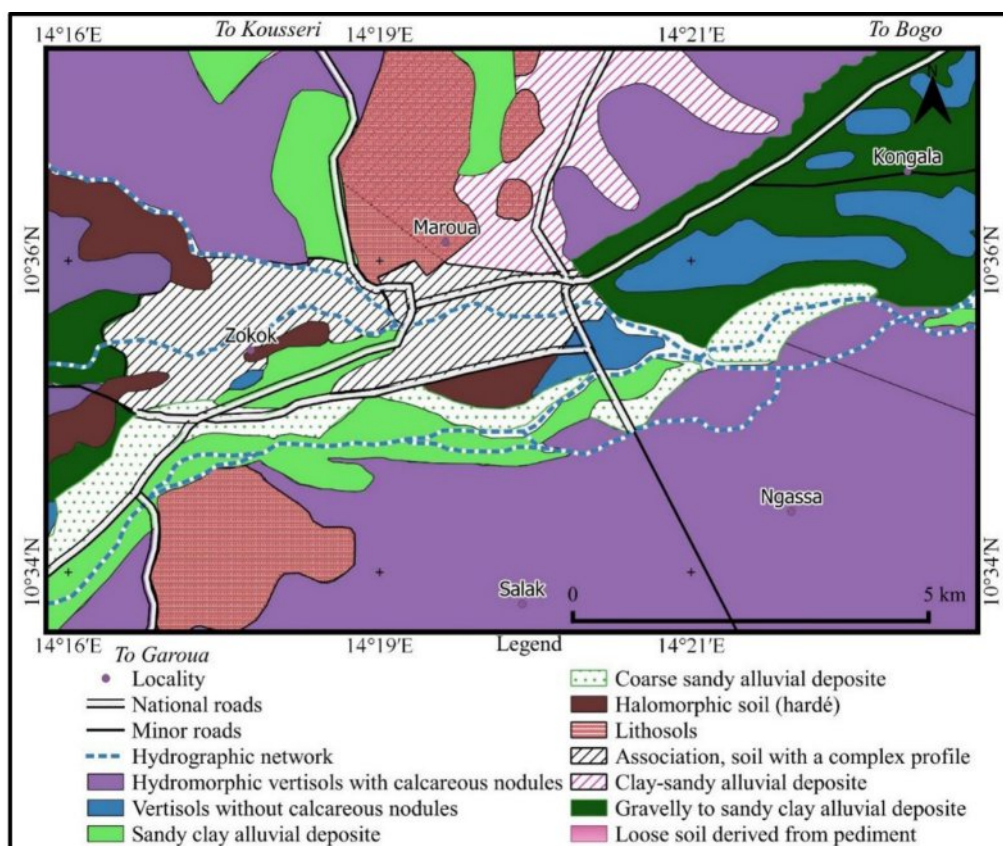 To Kousseri To Bogo
14°16′E 14°19′E 14°21′E
N
Kongala
Maroua
10°36′N 10°36′N
Zokok
Ngassa
10°34′N 10°34′N
Salak 0 5 km
14°16′E 14°19′E Legend 14°21′E
To Garoua
Locality
National roads
Minor roads
Hydrographic network
Hydromorphic vertisols with calcareous nodules
Vertisols without calcareous nodules
Sandy clay alluvial deposite
Coarse sandy alluvial deposite
Halomorphic soil (hardé)
Lithosols
Association, soil with a complex profile
Clay-sandy alluvial deposite
Gravelly to sandy clay alluvial deposite
Loose soil derived from pediment